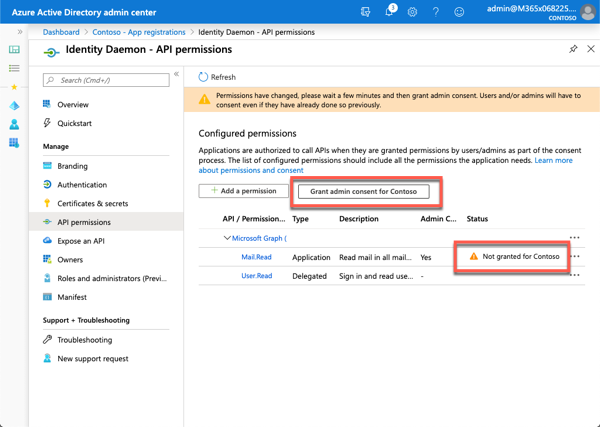 Azure Active Directory admin center
3
admin@M365x068225....
CONTOSO
Dashboard > Contoso - App registrations > Identity Daemon - API permissions
Identity Daemon - API permissions
Search (Cmd+/)
Overview
Quickstart
Manage
Branding
Authentication
Certificates & secrets
API permissions
Expose an API
Owners
Roles and administrators (Previ...
Manifest
Support + Troubleshooting
Troubleshooting
New support request
Refresh
Permissions have changed, please wait a few minutes and then grant admin consent. Users and/or admins will have to
consent even if they have already done so previously.
Configured permissions
Applications are authorized to call APIs when they are granted permissions by users/admins as part of the consent
process. The list of configured permissions should include all the permissions the application needs. Learn more
about permissions and consent
+ Add a permission
Grant admin consent for Contoso
API / Permission... Type Description Admin C... Status
Microsoft Graph (
Mail.Read Application Read mail in all mail... Yes Not granted for Contoso
User.Read Delegated Sign in and read use... -